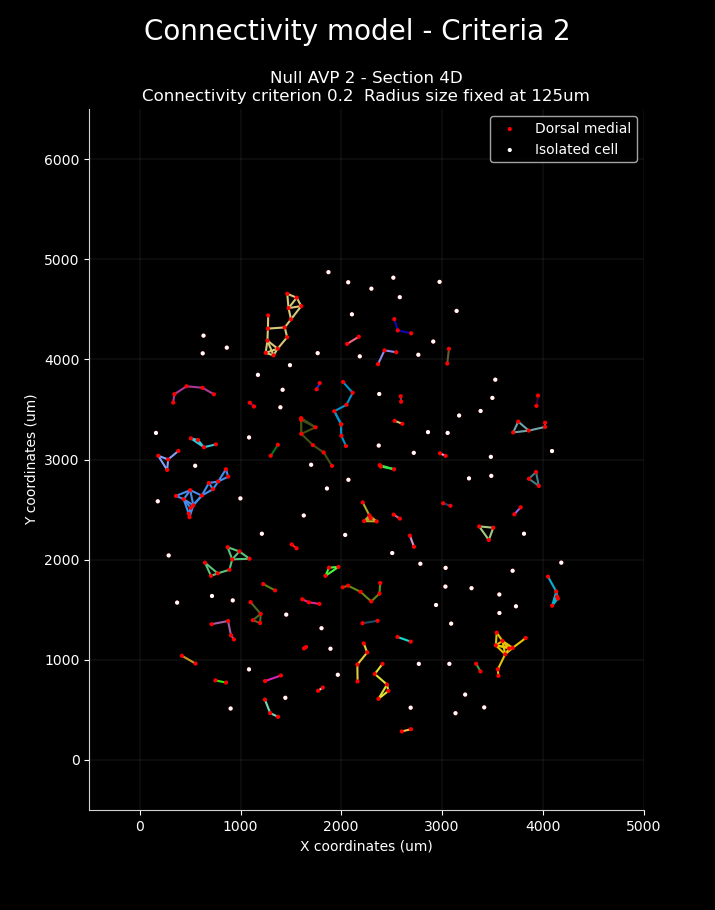 Connectivity model - Criteria 2
Null AVP 2 - Section 4D
Connectivity criterion 0.2  Radius size fixed at 125um
Dorsal medial
Isolated cell
6000
5000
4000
3000
2000
1000
0
Y coordinates (um)
0 1000 2000 3000 4000 5000
X coordinates (um)